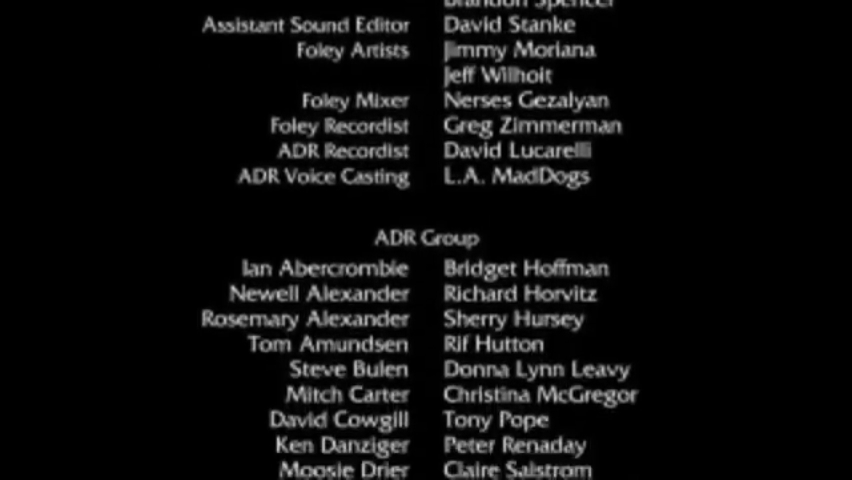 Brandon Spencer
Assistant Sound Editor David Stanke
Foley Artists Jimmy Moriana
Jeff Wilhoit
Foley Mixer Nerses Gezalyan
Foley Recordist Greg Zimmerman
ADR Recordist David Lucarelli
ADR Voice Casting L.A. MadDogs
ADR Group
Ian Abercrombie Bridget Hoffman
Newell Alexander Richard Horvitz
Rosemary Alexander Sherry Hursey
Tom Amundsen Rif Hutton
Steve Bulen Donna Lynn Leavy
Mitch Carter Christina McGregor
David Cowgill Tony Pope
Ken Danziger Peter Renaday
Moosie Drier Claire Salstrom